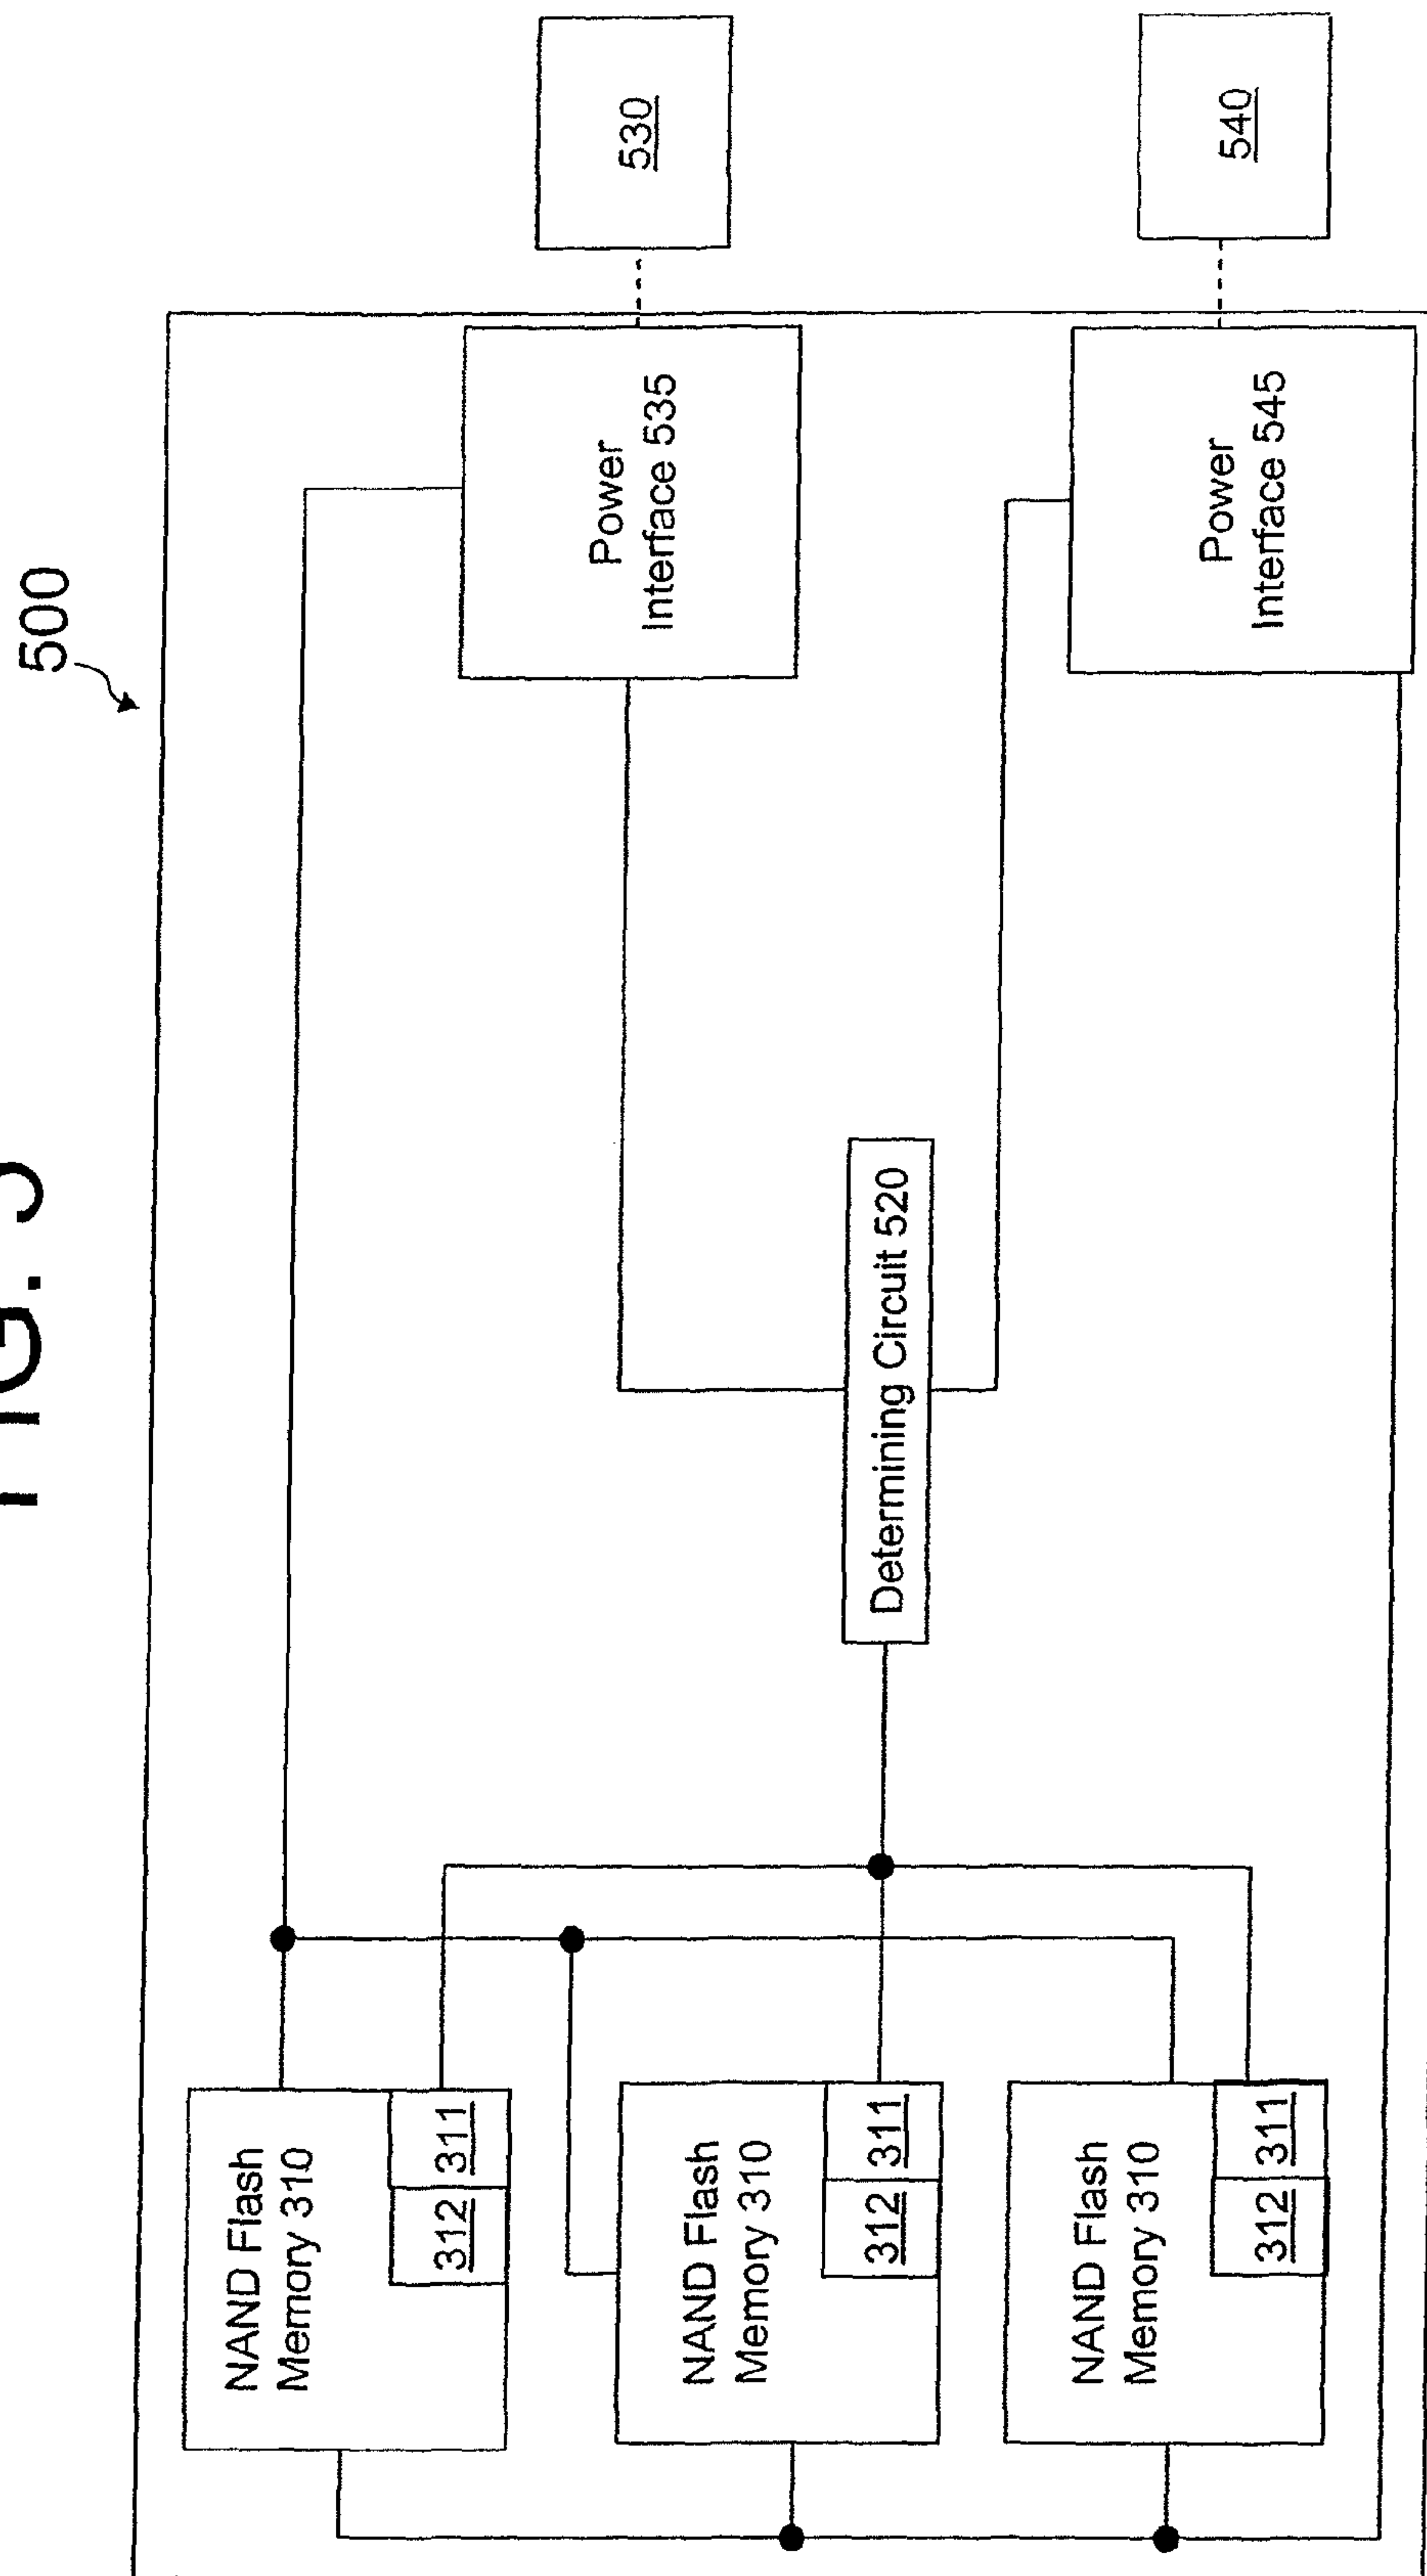 FIG. 5
500
NAND Flash
Memory 310
312 311
Power
Interface 535
530
NAND Flash
Memory 310
312 311
Determining Circuit 520
NAND Flash
Memory 310
312 311
Power
Interface 545
540